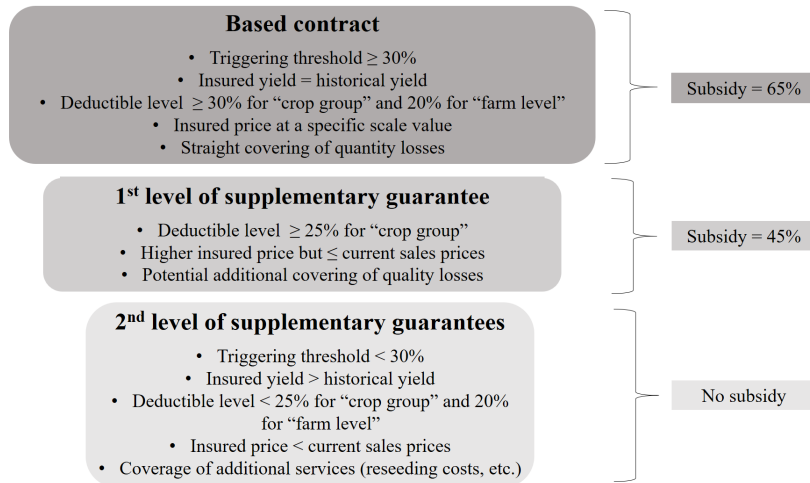 Based contract
• Triggering threshold ≥ 30%
• Insured yield = historical yield
• Deductible level ≥ 30% for “crop group” and 20% for “farm level”
• Insured price at a specific scale value
• Straight covering of quantity losses
Subsidy = 65%
1st level of supplementary guarantee
• Deductible level ≥ 25% for “crop group”
• Higher insured price but ≤ current sales prices
• Potential additional covering of quality losses
Subsidy = 45%
2nd level of supplementary guarantees
• Triggering threshold < 30%
• Insured yield > historical yield
• Deductible level < 25% for “crop group” and 20%
for “farm level”
• Insured price < current sales prices
• Coverage of additional services (reseeding costs, etc.)
No subsidy